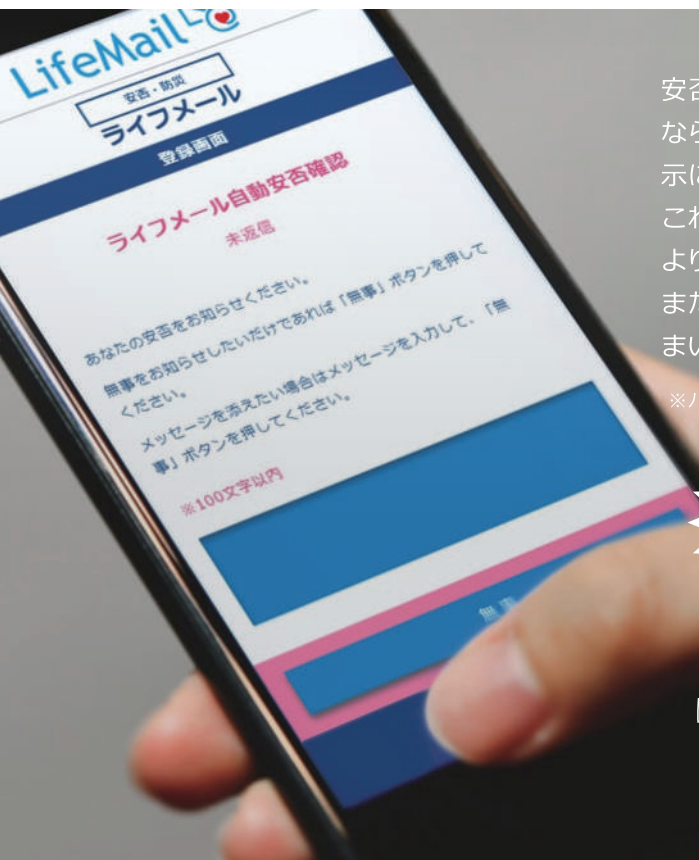 LifeMail
安否・防災
ライフメール
登録画面
ライフメール自動安否確認
未返信
あなたの安否をお知らせください。
無事をお知らせしたいだけであれば「無事」ボタンを押して
ください。
メッセージを添えたい場合はメッセージを入力して、「無
事」ボタンを押してください。
※100文字以内
無事
安否
なら
示に
これ
より
また
まい
※パ